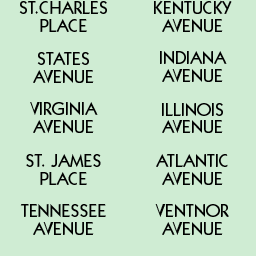 ST.CHARLES
PLACE
STATES
AVENUE
VIRGINIA
AVENUE
ST. JAMES
PLACE
TENNESSEE
AVENUE
KENTUCKY
AVENUE
INDIANA
AVENUE
ILLINOIS
AVENUE
ATLANTIC
AVENUE
VENTNOR
AVENUE